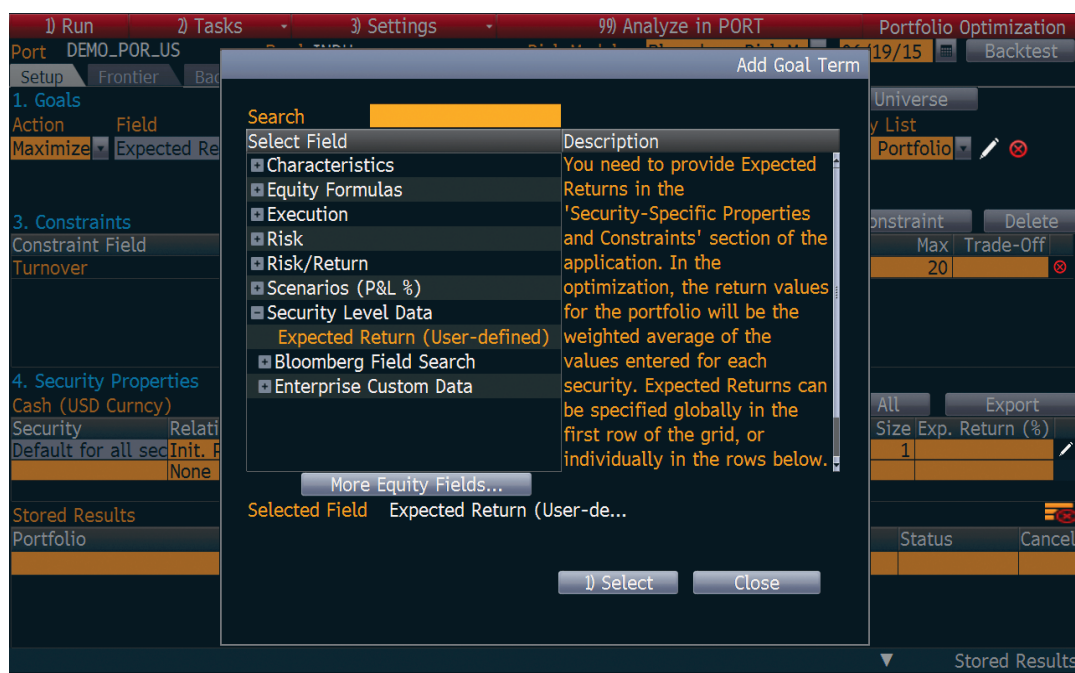 1) Run 2) Tasks 3) Settings 99) Analyze in PORT Portfolio Optimization
Port DEMO_POR_US 19/15 Backtest
Setup Frontier Bac
Add Goal Term
1. Goals Universe
Action Field y List
Maximize Expected Re Portfolio
Search
Select Field Description
Characteristics
Equity Formulas
Execution
Risk
Risk/Return
Scenarios (P&L %)
Security Level Data
Expected Return (User-defined)
Bloomberg Field Search
Enterprise Custom Data
You need to provide Expected
Returns in the
'Security-Specific Properties
and Constraints' section of the
application. In the
optimization, the return values
for the portfolio will be the
weighted average of the
values entered for each
security. Expected Returns can
be specified globally in the
first row of the grid, or
individually in the rows below.
More Equity Fields...
Selected Field Expected Return (User-de...
1) Select Close
3. Constraints onstraint Delete
Constraint Field Max Trade-Off
Turnover 20
4. Security Properties
Cash (USD Curncy) All Export
Security Relati Size Exp. Return (%)
Default for all sec Init. P 1
None
Stored Results
Portfolio Status Cancel
Stored Results